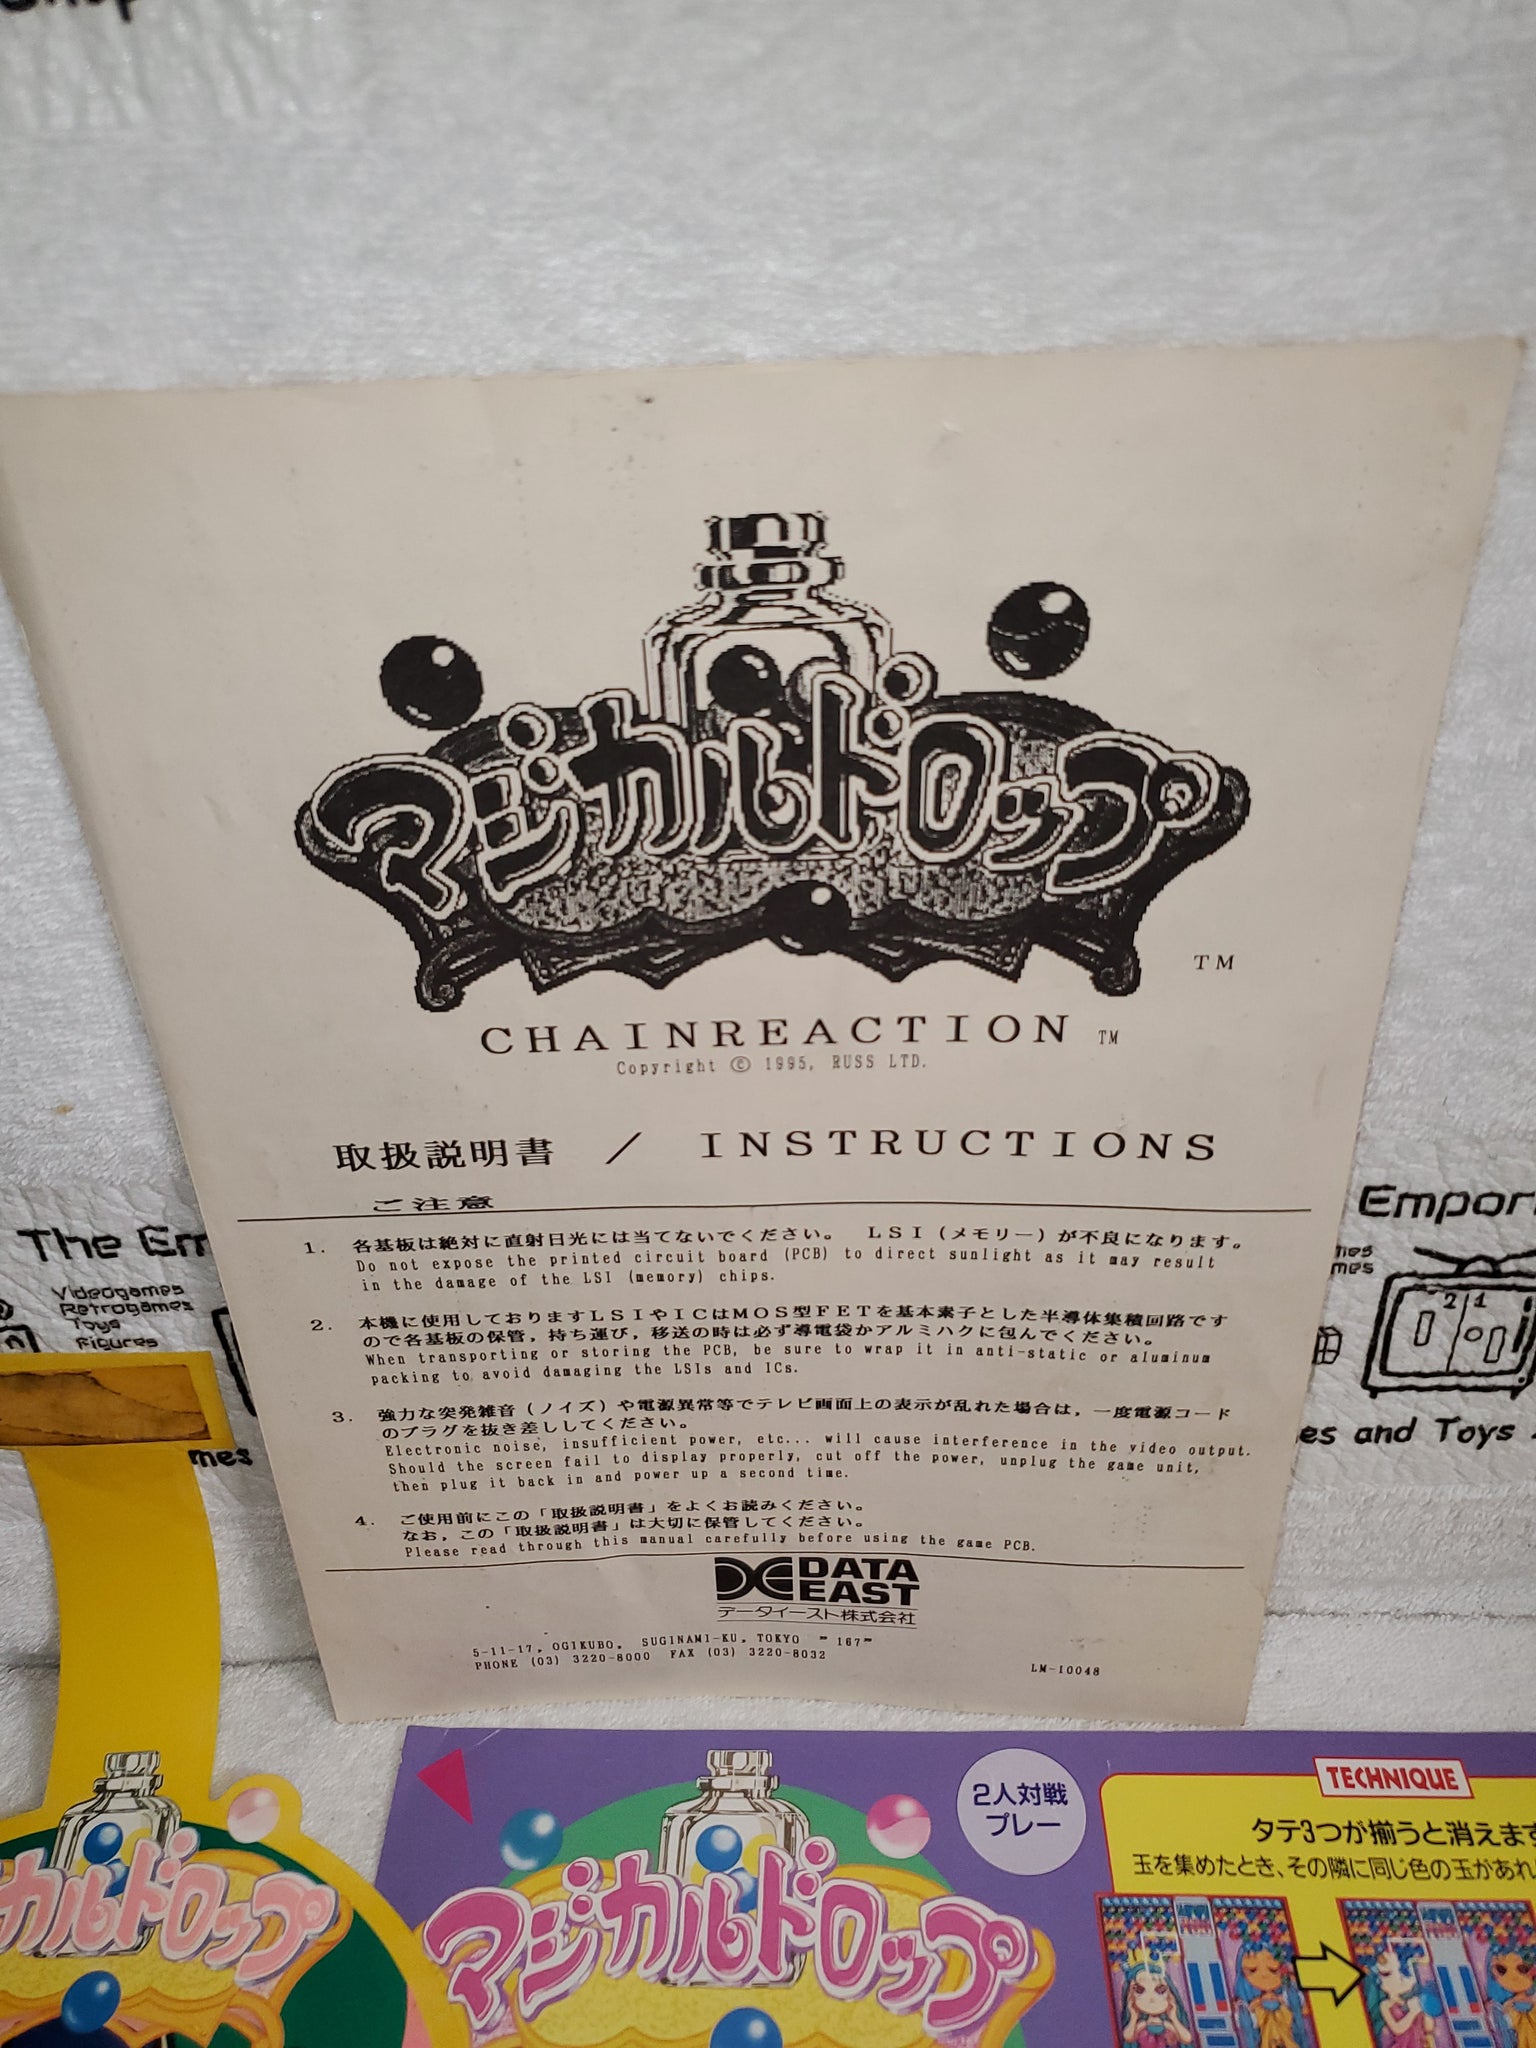 マジカルドロップ
TM
CHAINREACTION TM
Copyright © 1995, RUSS LTD.
取扱説明書 / INSTRUCTIONS
ご注意
1. 各基板は絶対に直射日光には当てないでください。 LSI(メモリー)が不良になります。
Do not expose the printed circuit board (PCB) to direct sunlight as it may result
in the damage of the LSI (memory) chips.
2. 本機に使用しておりますLSIやICはMOS型FETを基本素子とした半導体集積回路です
ので各基板の保管,持ち運び,移送の時は必ず導電袋かアルミハクに包んでください。
When transporting or storing the PCB, be sure to wrap it in anti-static or aluminum
packing to avoid damaging the LSIs and ICs.
3. 強力な突発雑音(ノイズ)や電源異常等でテレビ画面上の表示が乱れた場合は,一度電源コード
のプラグを抜き差ししてください。
Electronic noise, insufficient power, etc... will cause interference in the video output.
Should the screen fail to display properly, cut off the power, unplug the game unit,
then plug it back in and power up a second time.
4. ご使用前にこの「取扱説明書」をよくお読みください。
なお,この「取扱説明書」は大切に保管してください。
Please read through this manual carefully before using the game PCB.
DATA
EAST
データイースト株式会社
5-11-17, OGIKUBO, SUGINAMI-KU, TOKYO 〒167〒
PHONE (03) 3220-8000 FAX (03) 3220-8032
LM-10048
The Em
Videogames
Retrogames
Toys
Figures
mes
Empor
mes
mes
2 1
es and Toys
カルドロップ
マジカルドロップ
2人対戦
プレー
TECHNIQUE
タテ3つが揃うと消えます
玉を集めたとき、その隣に同じ色の玉があれ